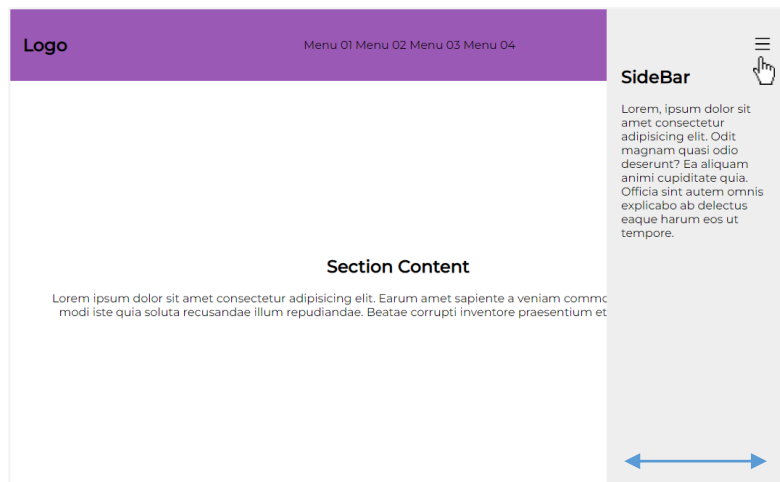 Logo
Menu 01 Menu 02 Menu 03 Menu 04
SideBar
Lorem, ipsum dolor sit
amet consectetur
adipisicing elit. Odit
magnam quasi odio
deserunt? Ea aliquam
animi cupiditate quia.
Officia sint autem omnis
explicabo ab delectus
eaque harum eos ut
tempore.
Section Content
Lorem ipsum dolor sit amet consectetur adipisicing elit. Earum amet sapiente a veniam
modi iste quia soluta recusandae illum repudiandae. Beatae corrupti inventore praesentium et